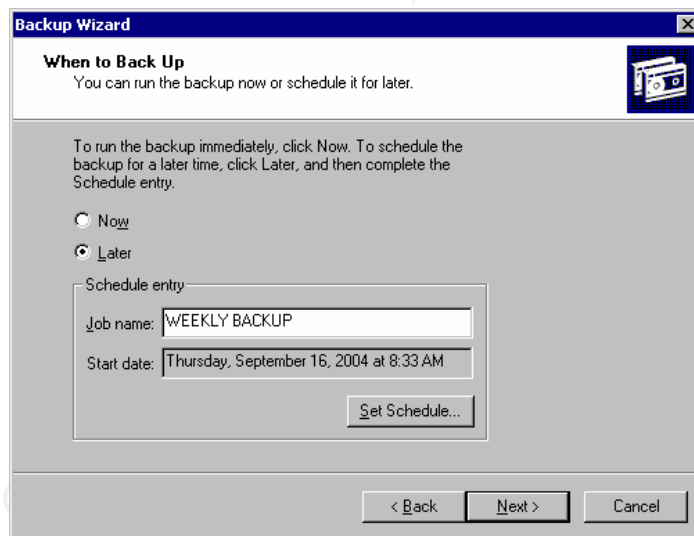 Backup Wizard
When to Back Up
You can run the backup now or schedule it for later.
To run the backup immediately, click Now. To schedule the
backup for a later time, click Later, and then complete the
Schedule entry.
Now
Later
Schedule entry
Job name: WEEKLY BACKUP
Start date: Thursday, September 16, 2004 at 8:33 AM
Set Schedule...
< Back Next > Cancel